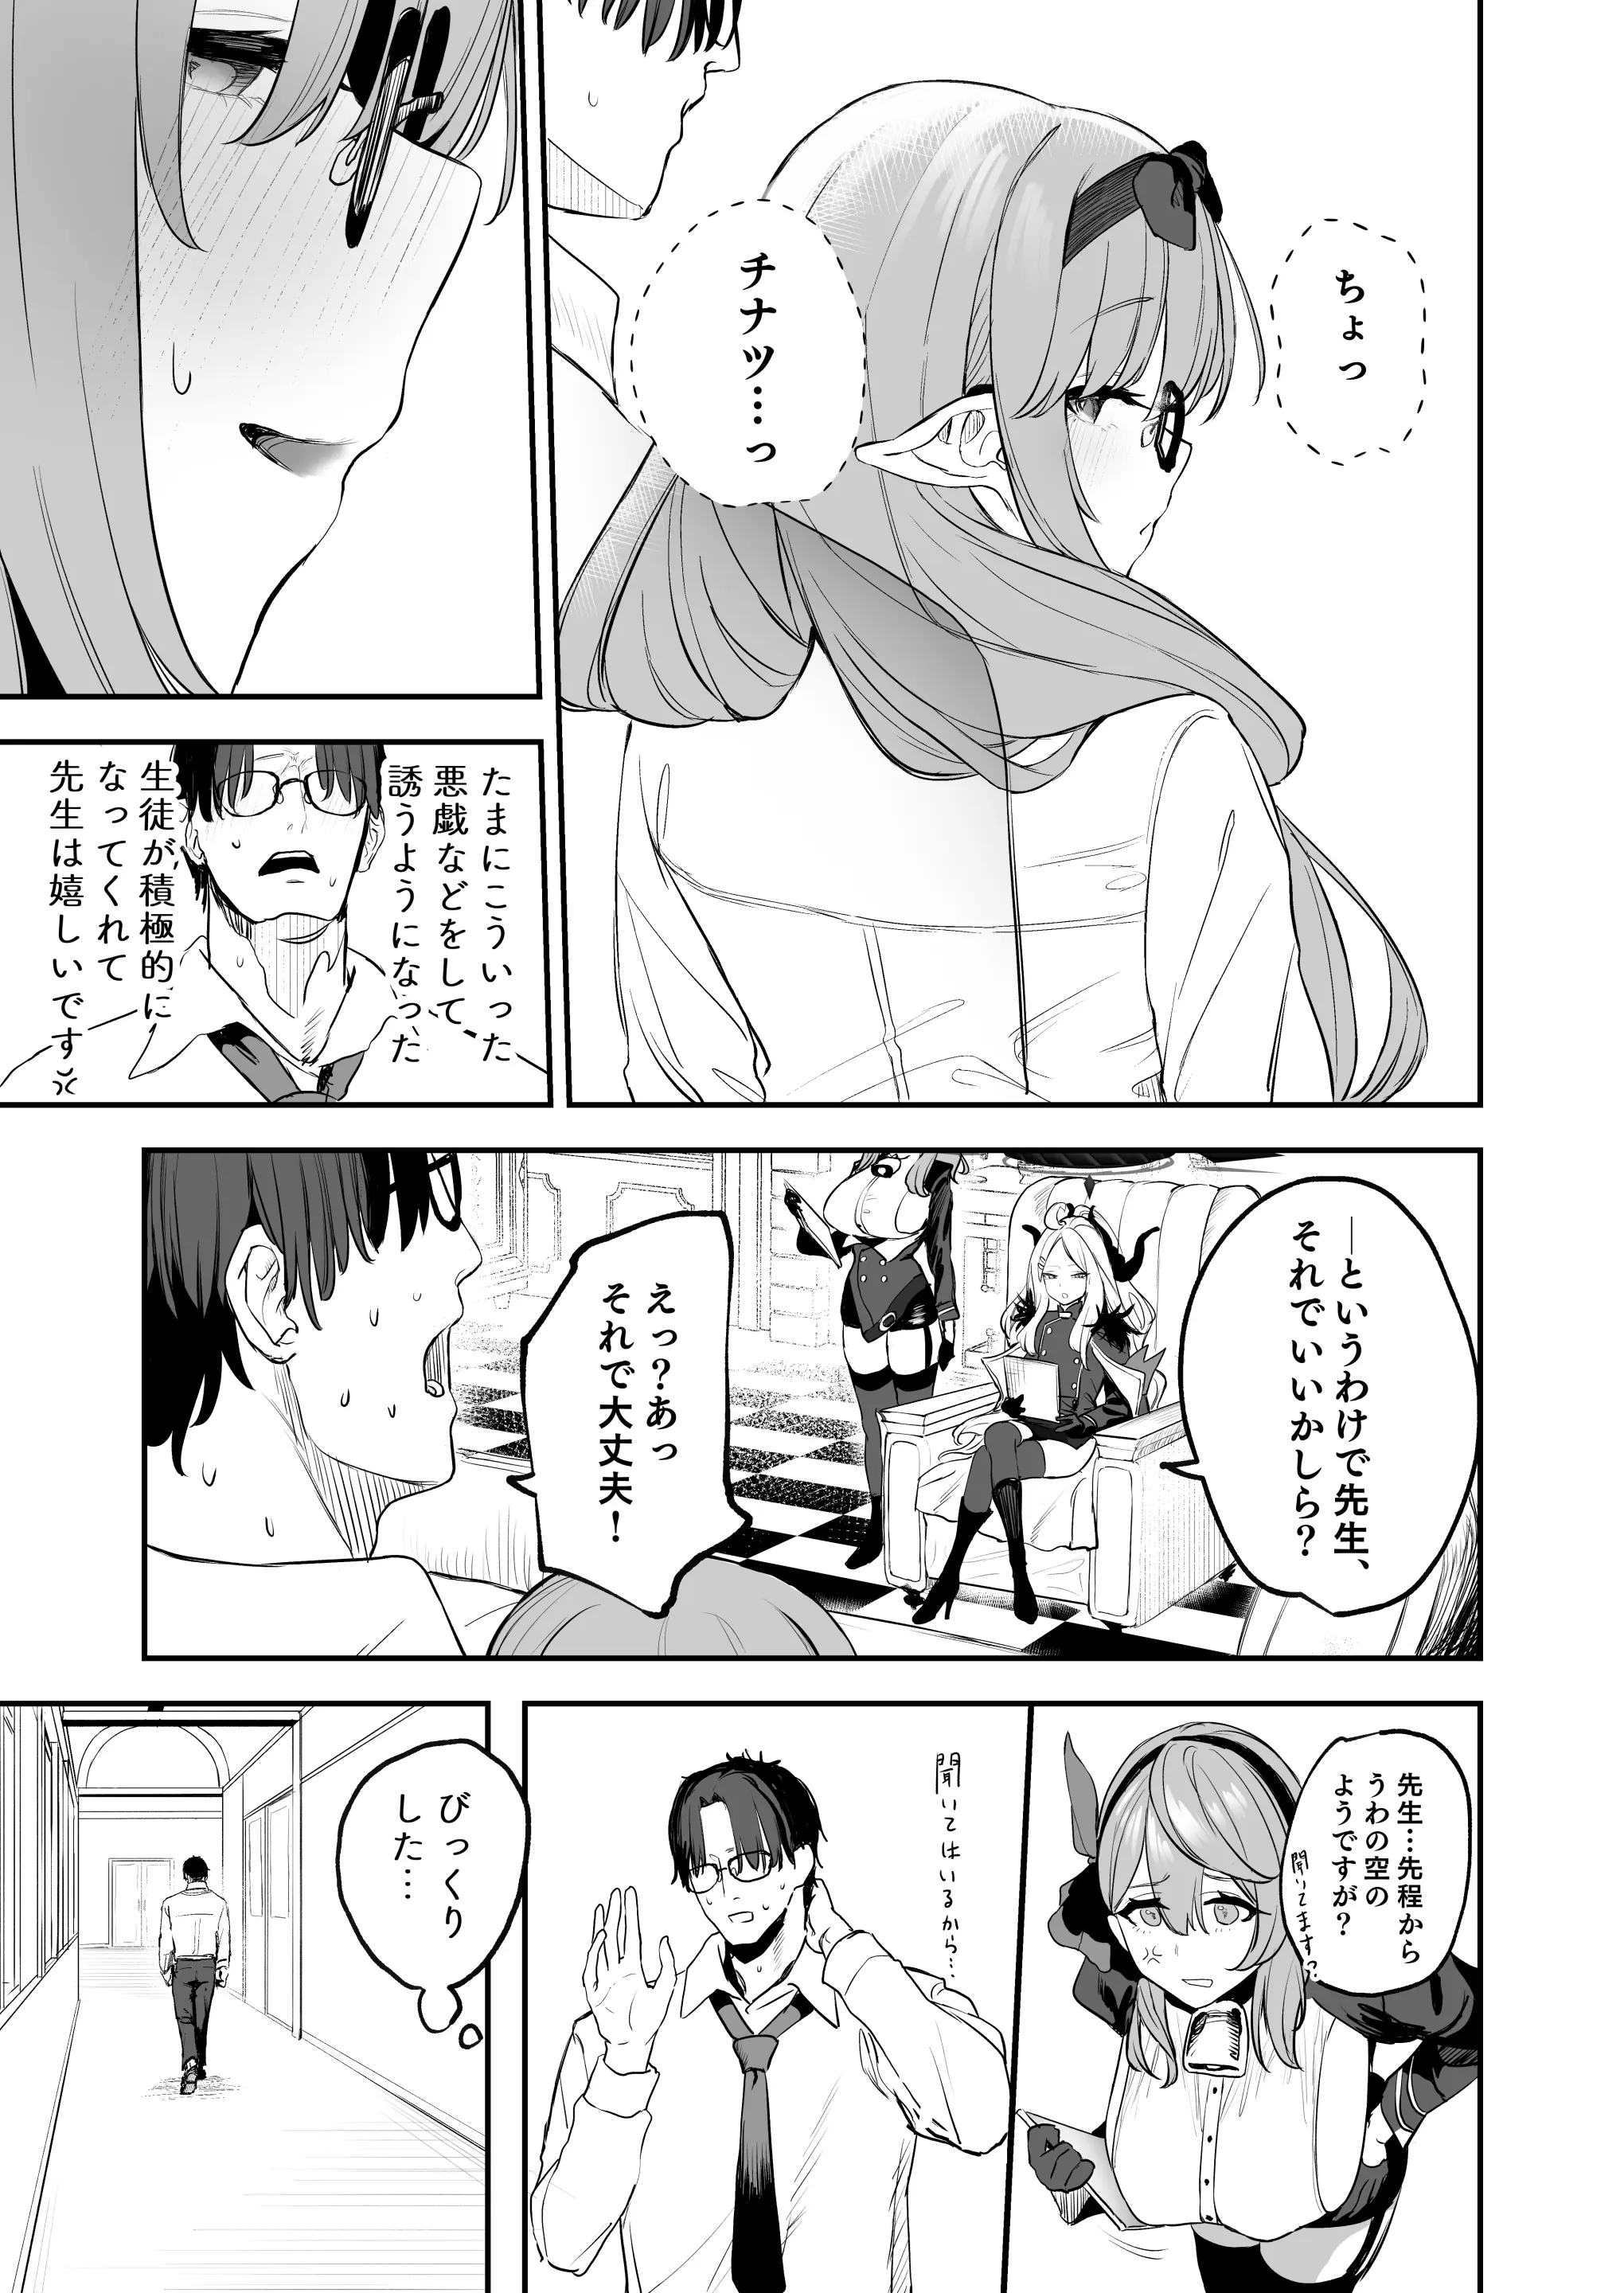 ちょっ
チナツ…っ
たまにこういった
悪戯などをして
誘うようになった
生徒が積極的に
なってくれて
先生は嬉しいです
―というわけで先生、
それでいいかしら？
えっ？あっ
それで大丈夫！
先生…先程から
うわの空の
ようですが？
聞いてます？
聞いてはいるから…
びっくり
した…